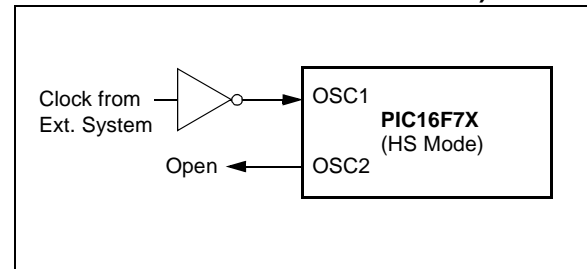 Clock from
Ext. System
OSC1
PIC16F7X
(HS Mode)
Open
OSC2